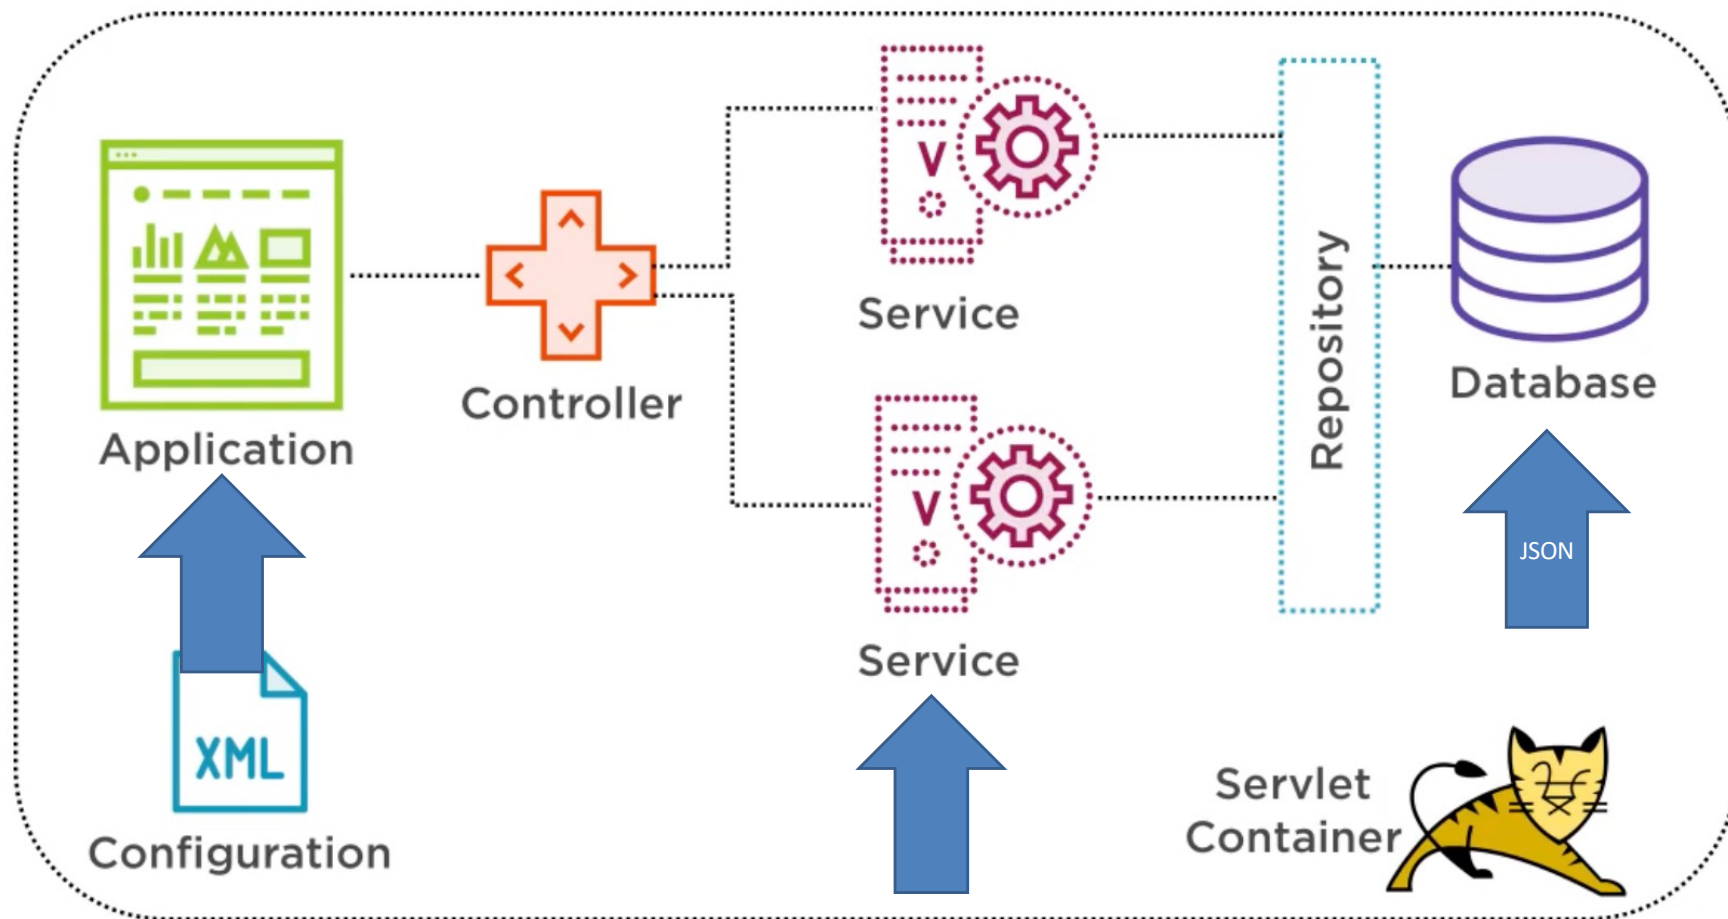 Application
Controller
V
Service
V
Service
Repository
Database
JSON
XML
Configuration
Servlet
Container